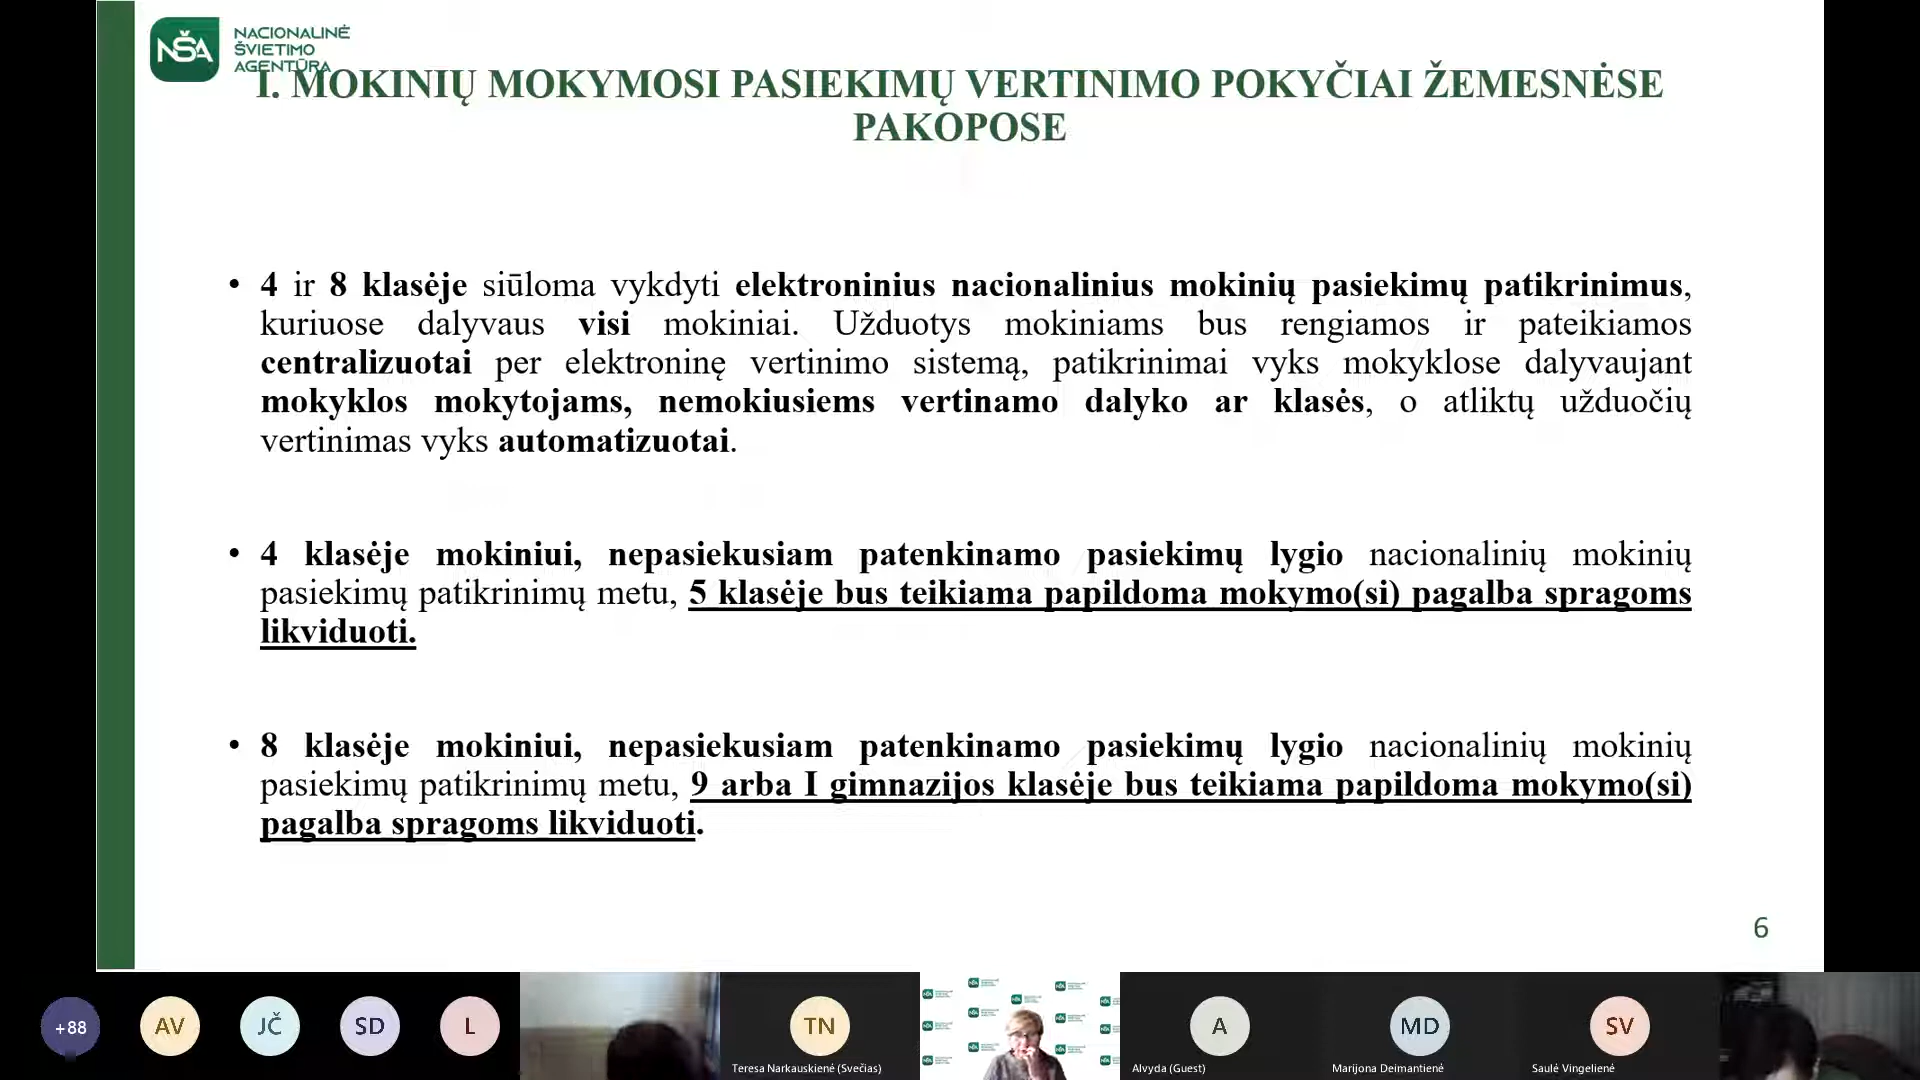 NŠA
NACIONALINĖ
ŠVIETIMO
AGENTŪRA
I. MOKINIŲ MOKYMOSI PASIEKIMŲ VERTINIMO POKYČIAI ŽEMESNĖSE
PAKOPOSE
• 4 ir 8 klasėje siūloma vykdyti elektroninius nacionalinius mokinių pasiekimų patikrinimus,
kuriuose dalyvaus visi mokiniai. Užduotys mokiniams bus rengiamos ir pateikiamos
centralizuotai per elektroninę vertinimo sistemą, patikrinimai vyks mokyklose dalyvaujant
mokyklos mokytojams, nemokiusiems vertinamo dalyko ar klasės, o atliktų užduočių
vertinimas vyks automatizuotai.
• 4 klasėje mokiniui, nepasiekusiam patenkinamo pasiekimų lygio nacionalinių mokinių
pasiekimų patikrinimų metu, 5 klasėje bus teikiama papildoma mokymo(si) pagalba spragoms
likviduoti.
• 8 klasėje mokiniui, nepasiekusiam patenkinamo pasiekimų lygio nacionalinių mokinių
pasiekimų patikrinimų metu, 9 arba I gimnazijos klasėje bus teikiama papildoma mokymo(si)
pagalba spragoms likviduoti.
6
+88
AV
JČ
SD
L
TN
Teresa Narkauskienė (Svečias)
A
Alvyda (Guest)
MD
Marijona Deimantienė
SV
Saulė Vingelienė